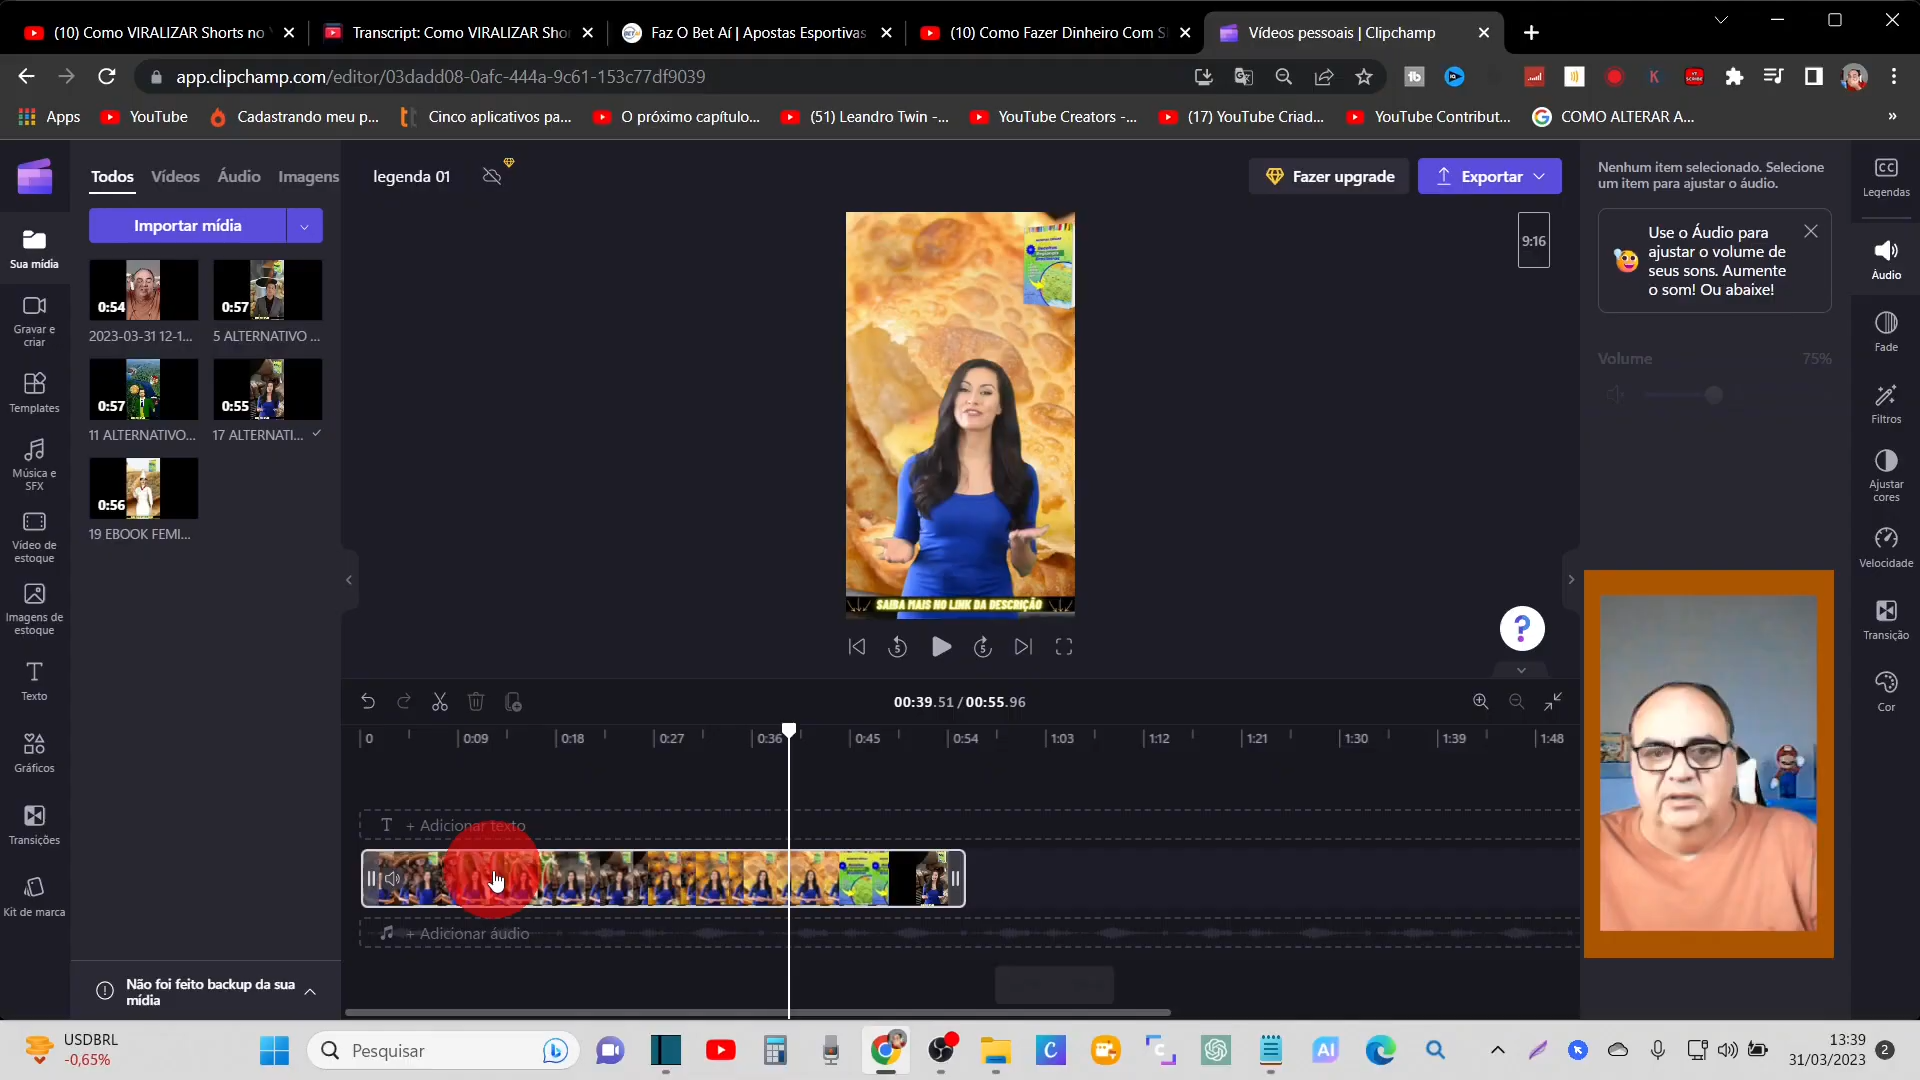 (10) Como VIRALIZAR Shorts no
Transcript: Como VIRALIZAR Shor
Faz O Bet Aí | Apostas Esportivas
(10) Como Fazer Dinheiro Com S
Vídeos pessoais | Clipchamp
app.clipchamp.com/editor/03dadd08-0afc-444a-9c61-153c77df9039
Apps
YouTube
Cadastrando meu p...
Cinco aplicativos pa...
O próximo capítulo...
(51) Leandro Twin -...
YouTube Creators -...
(17) YouTube Criad...
YouTube Contribut...
COMO ALTERAR A...
»
Todos
Vídeos
Áudio
Imagens
Importar mídia
Sua mídia
Gravar e
criar
Templates
Música e
SFX
Vídeo de
estoque
Imagens de
estoque
Texto
Gráficos
Transições
Kit de marca
0:54
2023-03-31 12-1...
0:57
5 ALTERNATIVO ...
0:57
11 ALTERNATIVO...
0:55
17 ALTERNATI...
0:56
19 EBOOK FEMI...
Não foi feito backup da sua
mídia
legenda 01
Fazer upgrade
Exportar
9:16
SAIBA MAIS NO LINK DA DESCRIÇÃO
5
5
?
00:39.51 / 00:55.96
0
0:09
0:18
0:27
0:36
0:45
0:54
1:03
1:12
1:21
1:30
1:39
1:48
T + Adicionar texto
+ Adicionar áudio
Nenhum item selecionado. Selecione
um item para ajustar o áudio.
Use o Áudio para
ajustar o volume de
seus sons. Aumente
o som! Ou abaixe!
Volume
75%
CC
Legendas
Áudio
Fade
Filtros
Ajustar
cores
Velocidade
Transição
Cor
USDBRL
-0,65%
Pesquisar
AI
13:39
31/03/2023
2